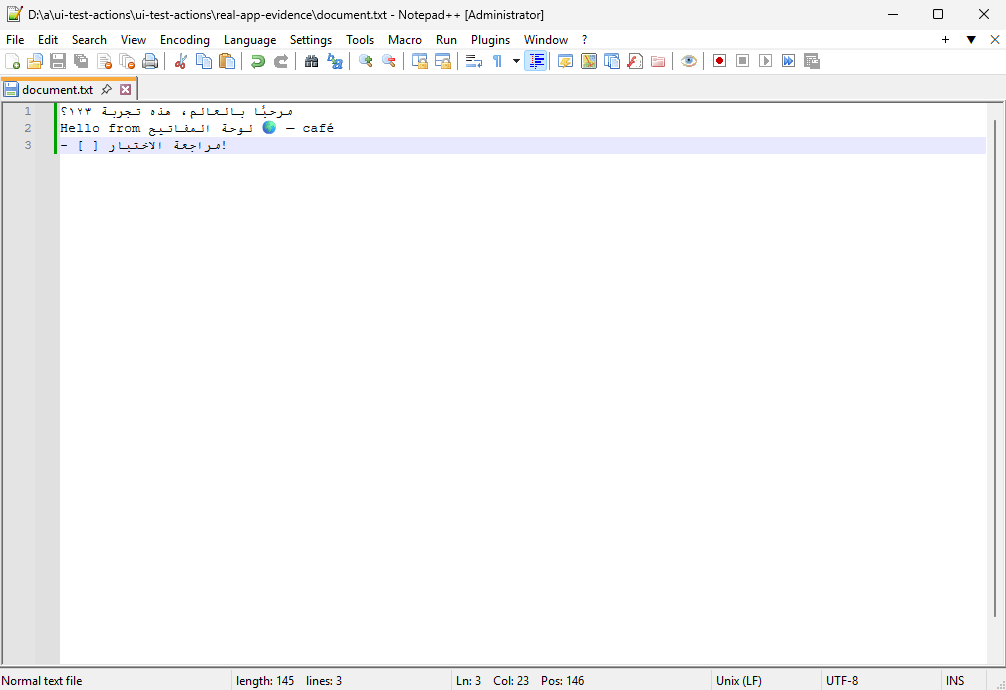 D:\a\ui-test-actions\ui-test-actions\real-app-evidence\document.txt - Notepad++ [Administrator]
File Edit Search View Encoding Language Settings Tools Macro Run Plugins Window ? + ▼ ✕
document.txt
1 مرحبًا بالعالم، هذه تجربة ١٢٣؟
2 Hello from لوحة المفاتيح 🌍 — café
3 - [ ] مراجعة الاختبار!
Normal text file length: 145 lines: 3 Ln: 3 Col: 23 Pos: 146 Unix (LF) UTF-8 INS